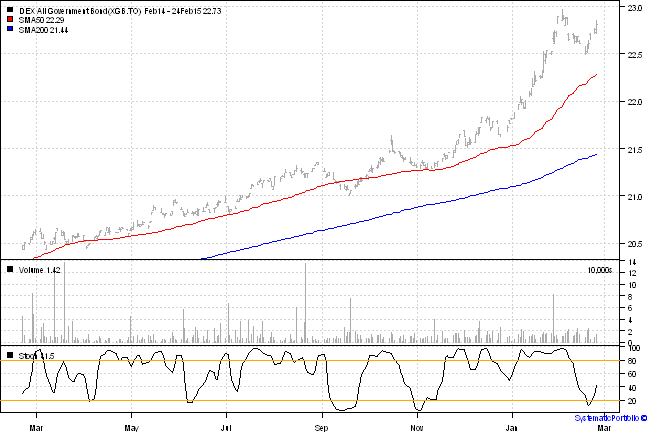 DEX All Government Bond(XGB.TO) Feb14 - 24Feb15 22.73
SMA50 22.29
SMA200 21.44
23.0
22.5
22.0
21.5
21.0
20.5
Volume 1.42
10,000s
14
12
10
8
6
4
2
0
Stoch 41.5
100
80
60
40
20
Mar
May
Jul
Sep
Nov
Jan
Mar
SystematicPortfolio ©